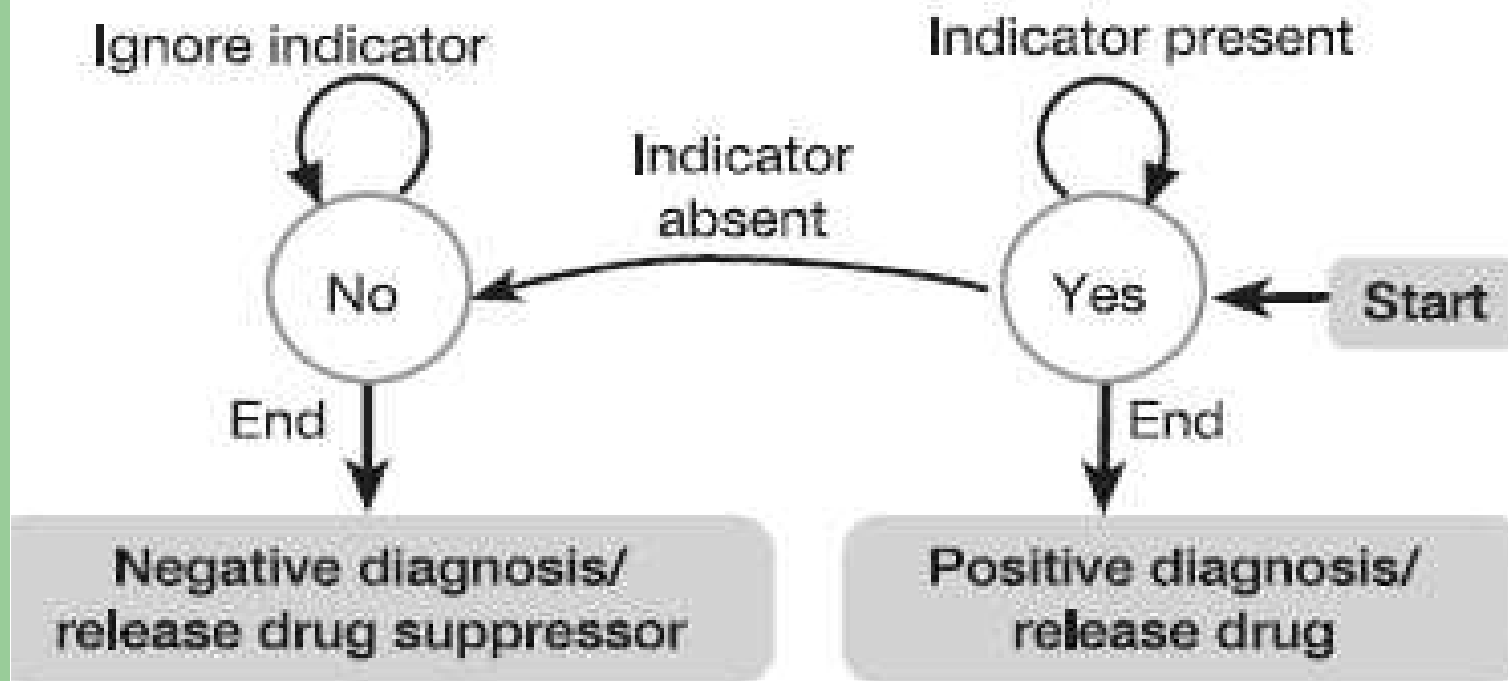 Ignore indicator
Indicator present
Indicator
absent
No
Yes
Start
End
End
Negative diagnosis/
release drug suppressor
Positive diagnosis/
release drug